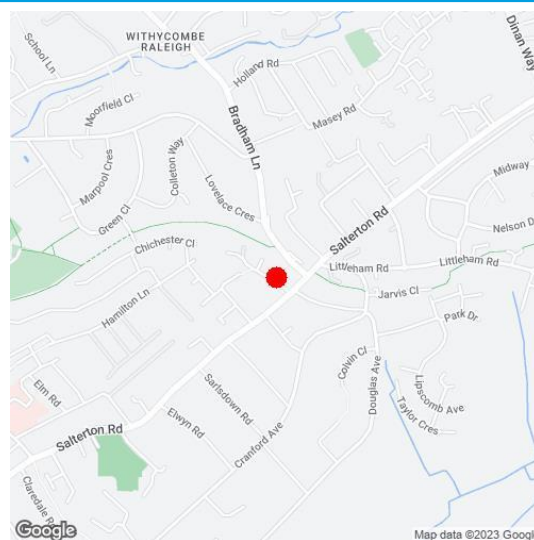 School Ln
WITHYCOMBE
RALEIGH
Dinan Way
Holland Rd
Moorfield Cl
Bradham Ln
Masey Rd
Colleton Way
Marpool Cres
Midway
Lovelace Cres
Green Cl
Salterton Rd
Nelson D
Chichester Cl
Littleham Rd
Littleham Rd
Jarvis Cl
Hamilton Ln
Park Dr
Colvin Cl
Elm Rd
Sarlsdown Rd
Douglas Ave
Lipscomb Ave
Elwyn Rd
Taylor Cres
Salterton Rd
Cranford Ave
Claredale R
Google
Map data ©2023 Google